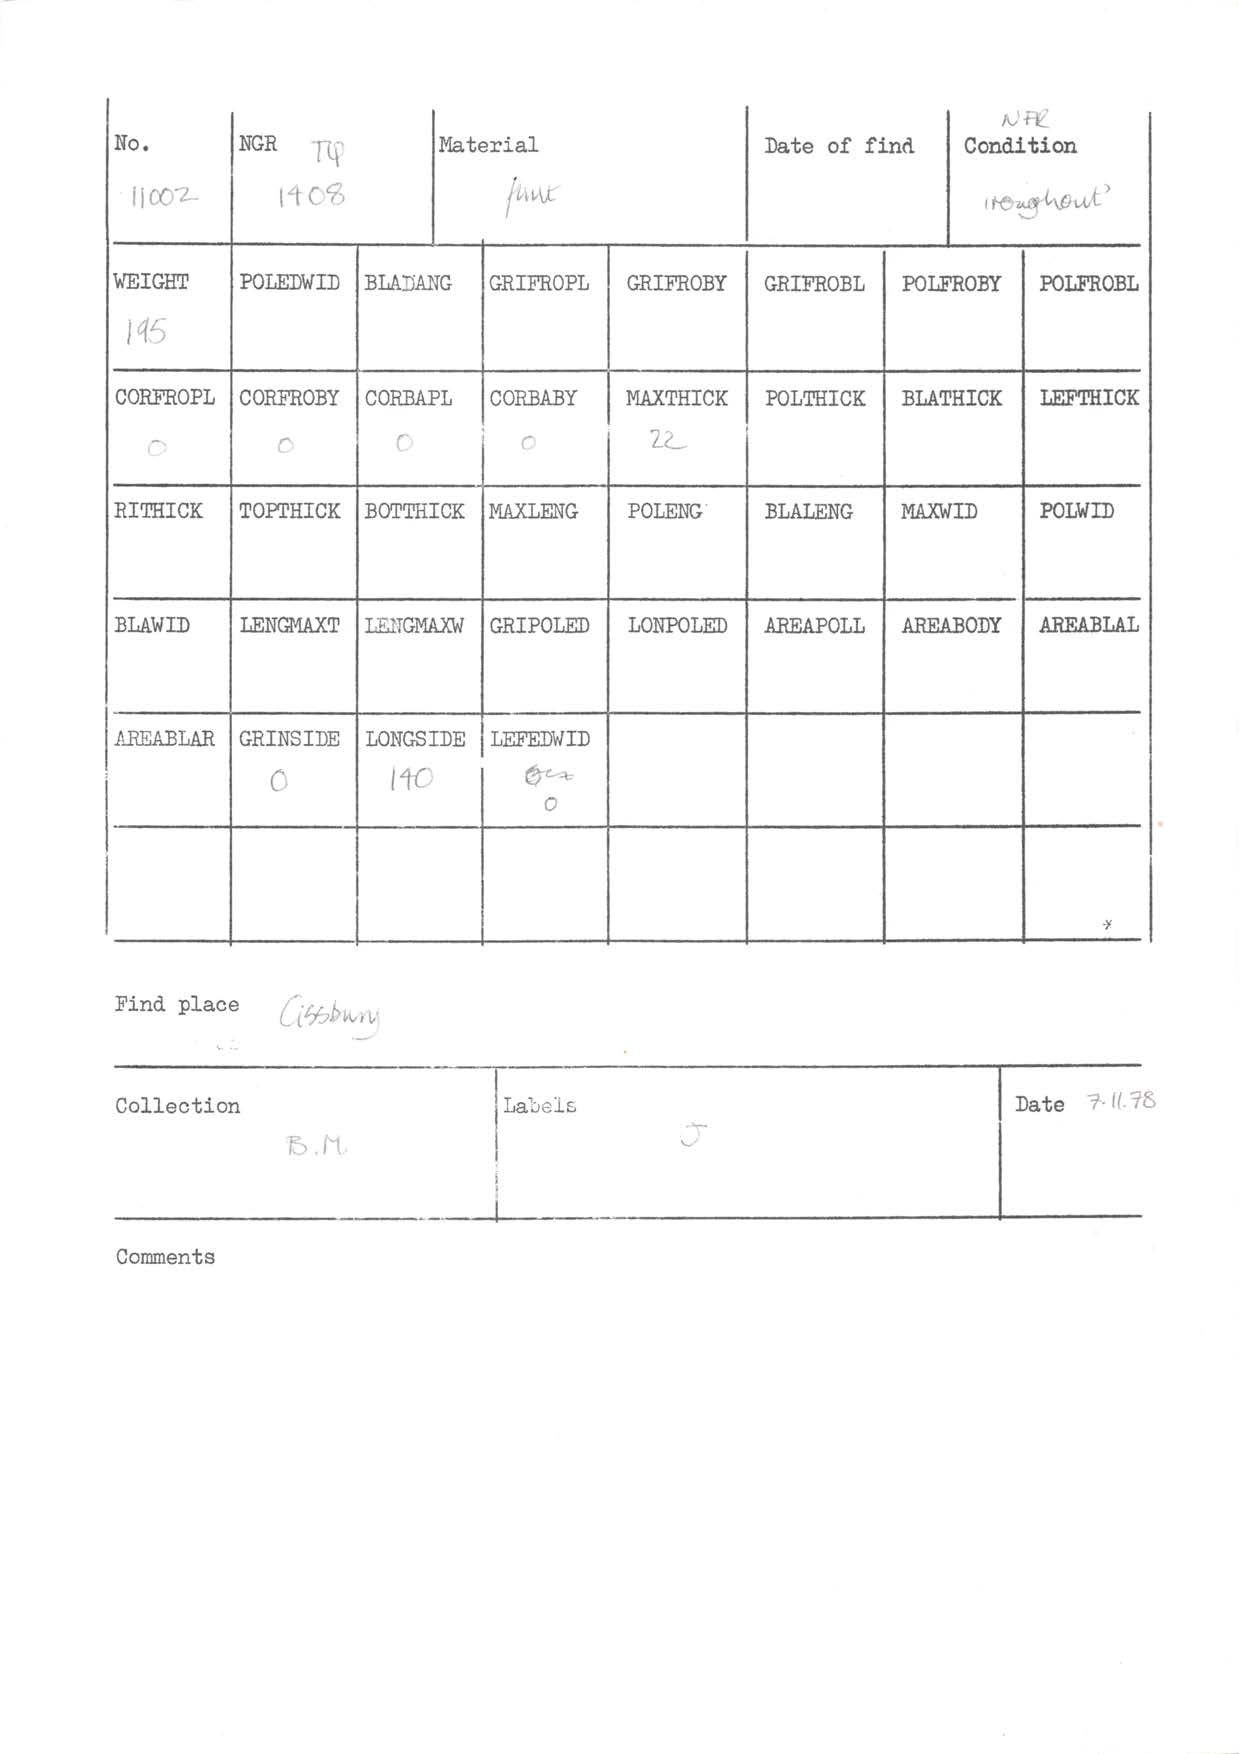 NFR
No. NGR TQ Material Date of find Condition
11002 1408 flint 'roughout'
WEIGHT POLEDWID BLADANG GRIFROPL GRIFROBY GRIFROBL POLFROBY POLFROBL
195
CORFROPL CORFROBY CORBAPL CORBABY MAXTHICK POLTHICK BLATHICK LEFTHICK
0 0 0 0 22
RITHICK TOPTHICK BOTTHICK MAXLENG POLENG BLALENG MAXWID POLWID
BLAWID LENGMAXT LENGMAXW GRIPOLED LONPOLED AREAPOLL AREABODY AREABLAL
AREABLAR GRINSIDE LONGSIDE LEFEDWID
0 140
0
Find place Cissbury
Collection Labels Date 7.11.78
B.M. J
Comments